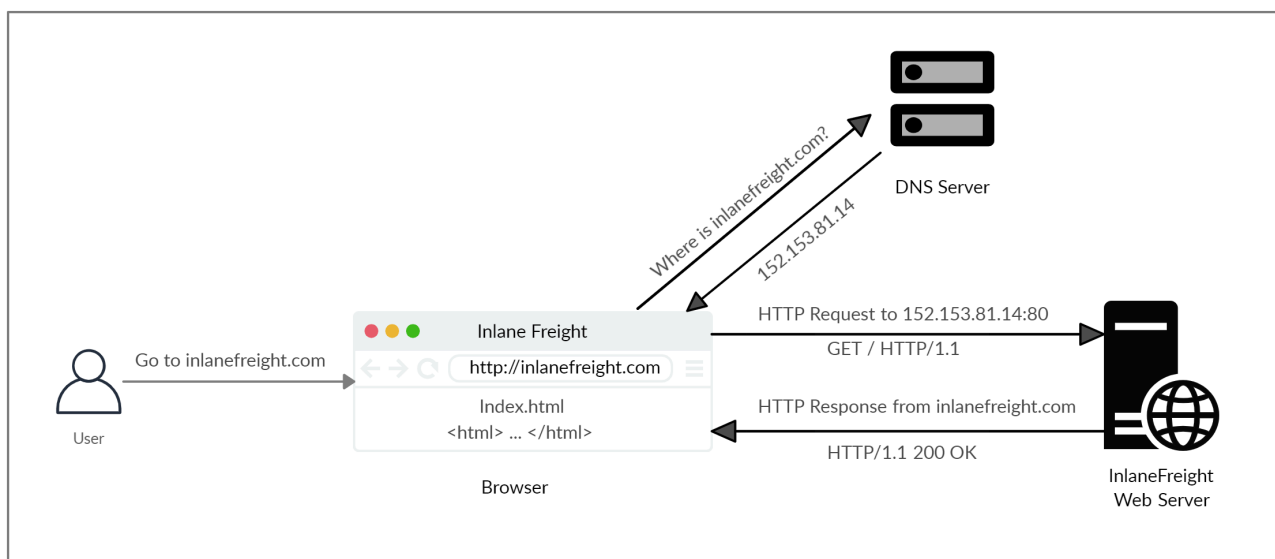 DNS Server
Where is inlanefreight.com?
152.153.81.14
Go to inlanefreight.com
User
Inlane Freight
http://inlanefreight.com
Index.html
<html> ... </html>
Browser
HTTP Request to 152.153.81.14:80
GET / HTTP/1.1
HTTP Response from inlanefreight.com
HTTP/1.1 200 OK
InlaneFreight
Web Server